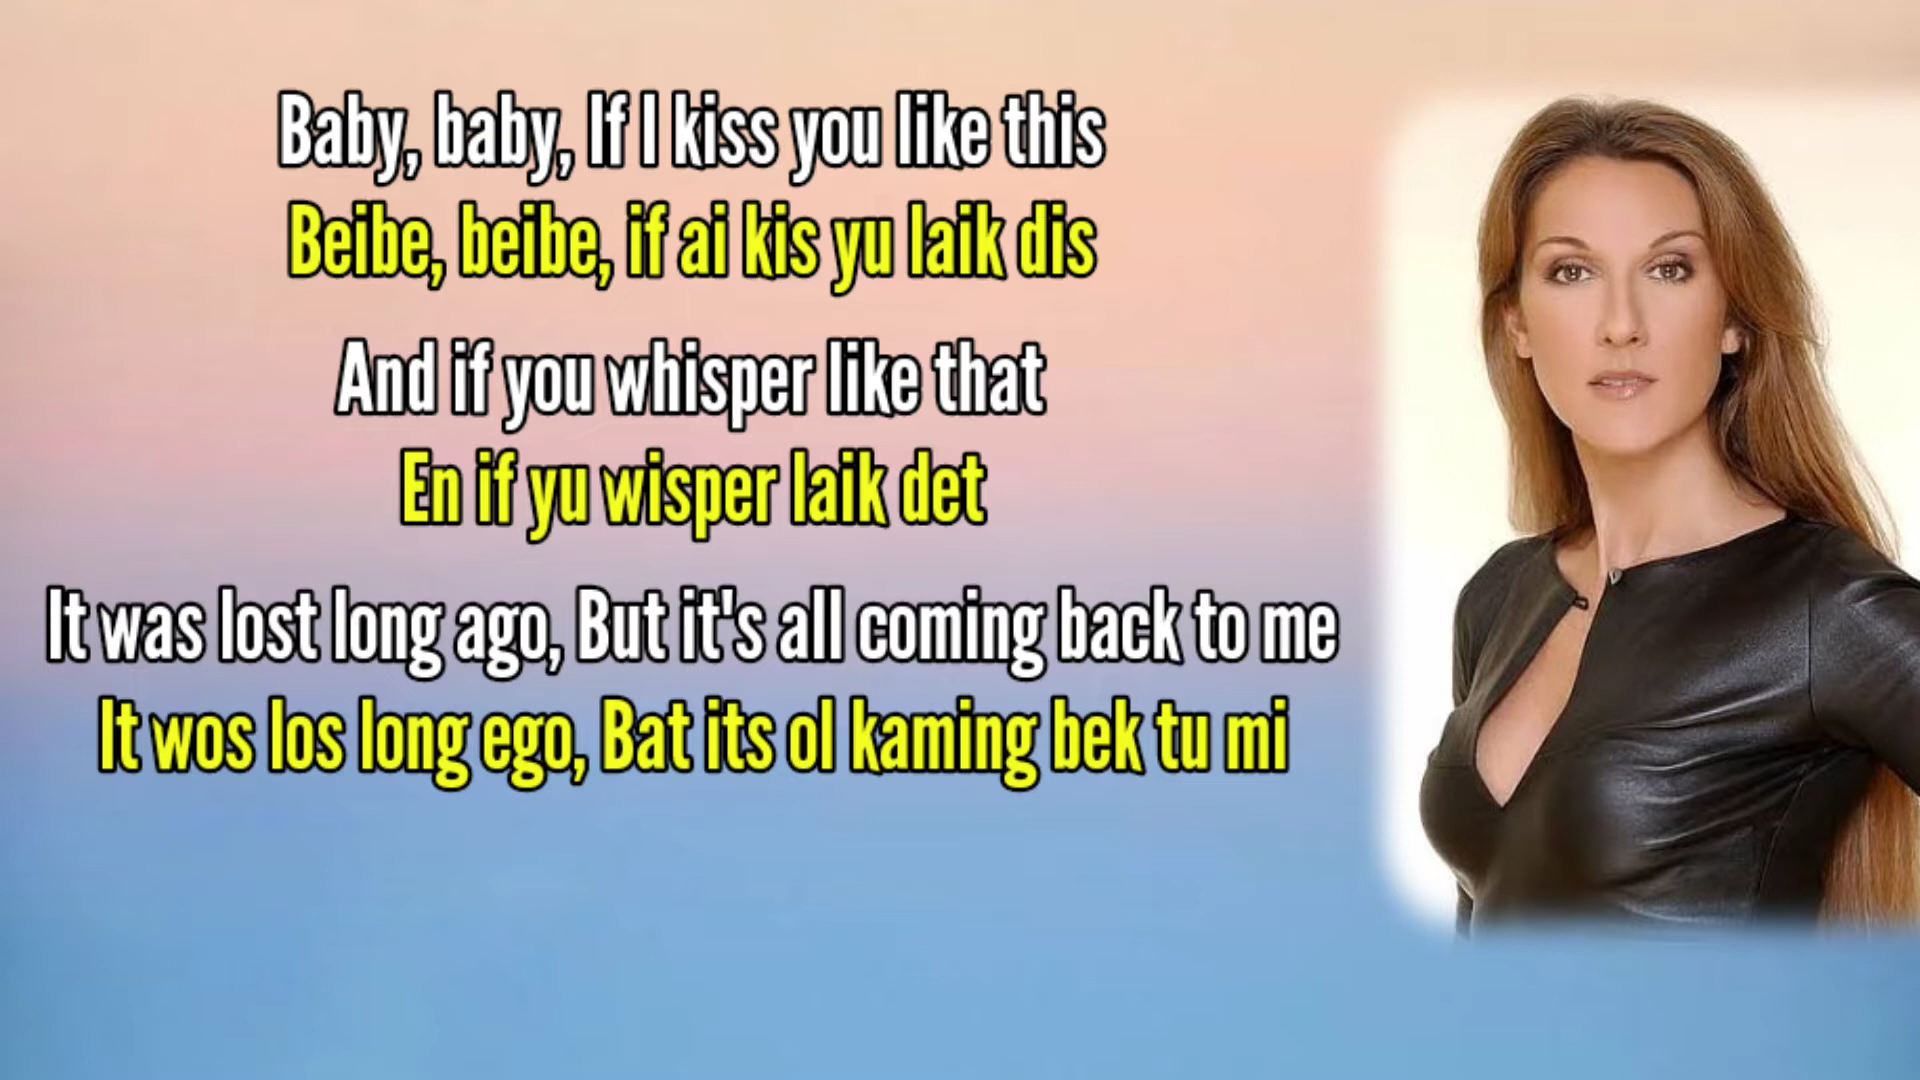 Baby, baby, If I kiss you like this
Beibe, beibe, if ai kis yu laik dis
And if you whisper like that
En if yu wisper laik det
It was lost long ago, But it's all coming back to me
It wos los long ego, Bat its ol kaming bek tu mi